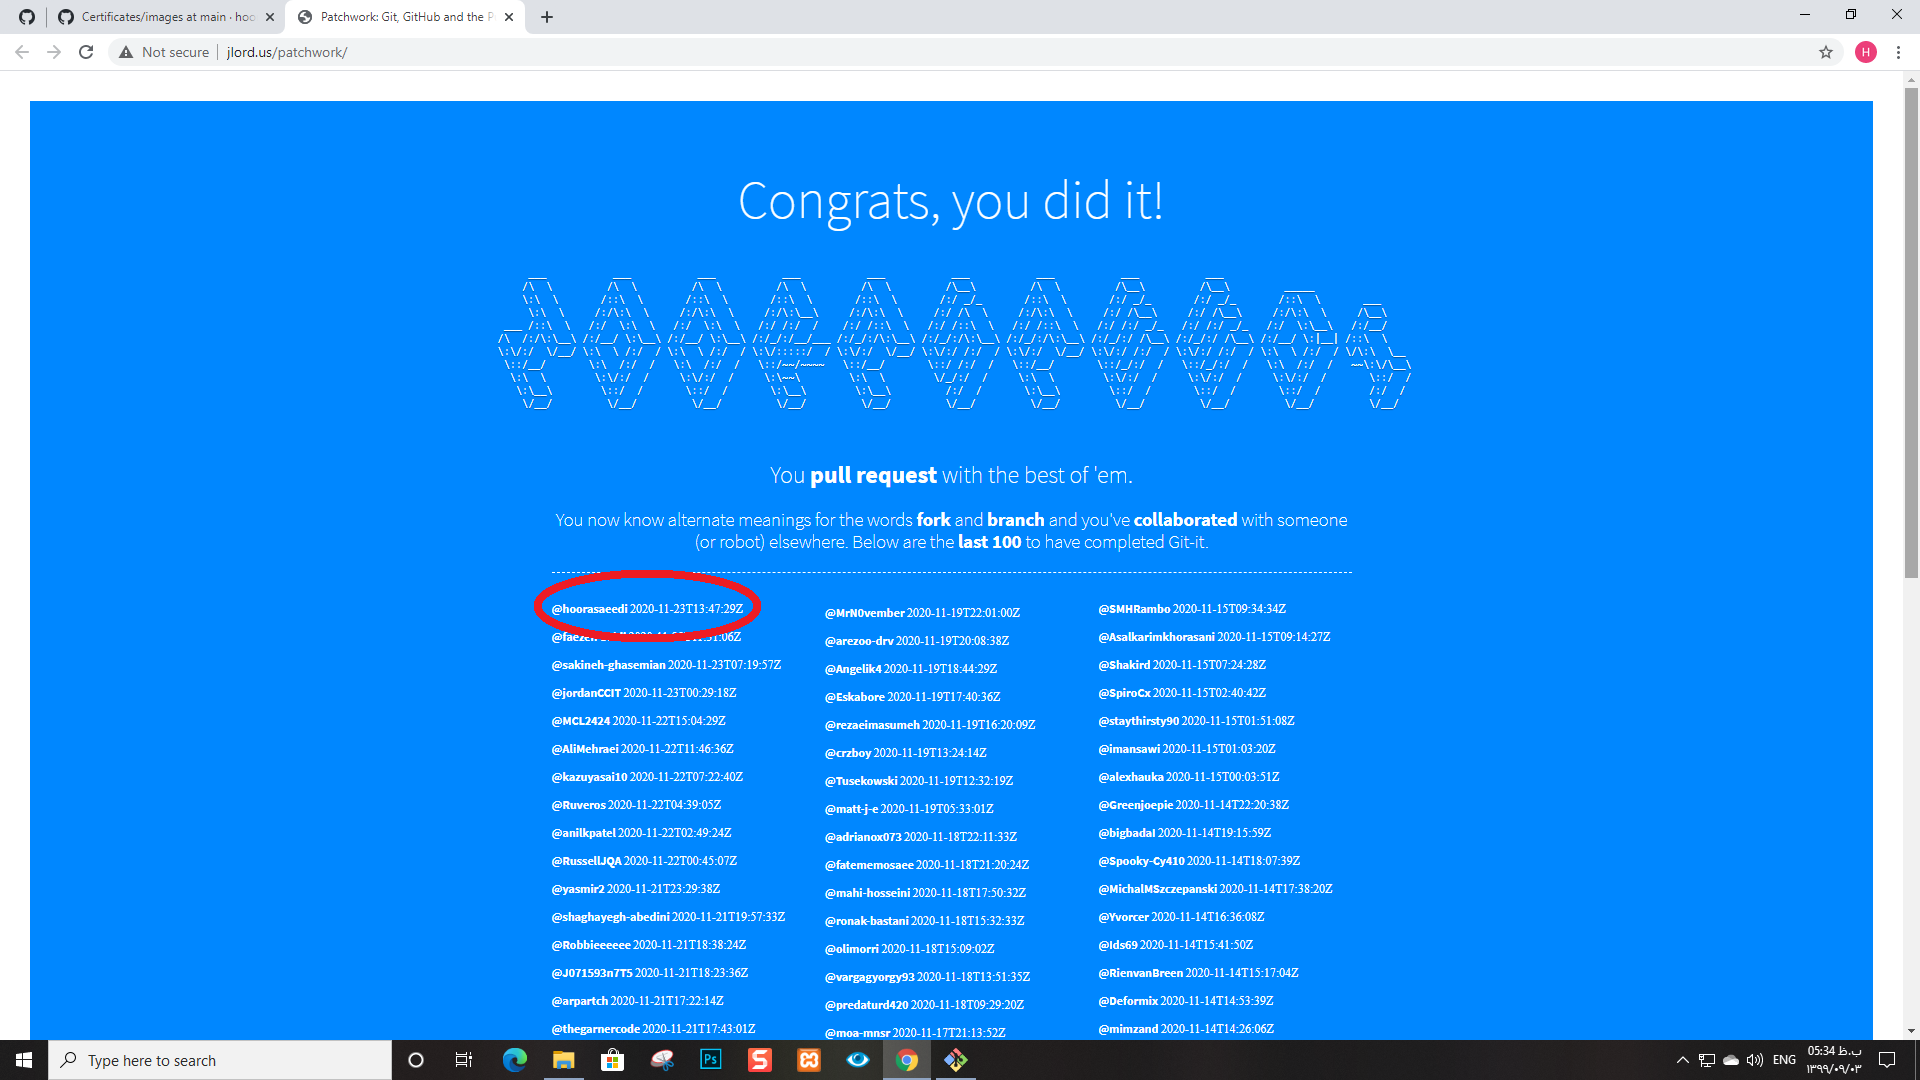 Certificates/images at main · hoo
Patchwork: Git, GitHub and the P
Not secure
jlord.us/patchwork/
H
Congrats, you did it!
You pull request with the best of 'em.
You now know alternate meanings for the words fork and branch and you've collaborated with someone
(or robot) elsewhere. Below are the last 100 to have completed Git-it.
@hoorasaeedi 2020-11-23T13:47:29Z
@sakineh-ghasemian 2020-11-23T07:19:57Z
@jordanCCIT 2020-11-23T00:29:18Z
@MCL2424 2020-11-22T15:04:29Z
@AliMehraei 2020-11-22T11:46:36Z
@kazuyasai10 2020-11-22T07:22:40Z
@Ruveros 2020-11-22T04:39:05Z
@anilkpatel 2020-11-22T02:49:24Z
@RussellJQA 2020-11-22T00:45:07Z
@yasmir2 2020-11-21T23:29:38Z
@shaghayegh-abedini 2020-11-21T19:57:33Z
@Robbieeeeee 2020-11-21T18:38:24Z
@J071593n7T5 2020-11-21T18:23:36Z
@arpartch 2020-11-21T17:22:14Z
@thegarnercode 2020-11-21T17:43:01Z
@MrN0vember 2020-11-19T22:01:00Z
@arezoo-drv 2020-11-19T20:08:38Z
@Angelik4 2020-11-19T18:44:29Z
@Eskabore 2020-11-19T17:40:36Z
@rezaeimasumeh 2020-11-19T16:20:09Z
@crzboy 2020-11-19T13:24:14Z
@Tusekowski 2020-11-19T12:32:19Z
@matt-j-e 2020-11-19T05:33:01Z
@adrianox073 2020-11-18T22:11:33Z
@fatememosaee 2020-11-18T21:20:24Z
@mahi-hosseini 2020-11-18T17:50:32Z
@ronak-bastani 2020-11-18T15:32:33Z
@olimorri 2020-11-18T15:09:02Z
@vargagyorgy93 2020-11-18T13:51:35Z
@predaturd420 2020-11-18T09:29:20Z
@moa-mnsr 2020-11-17T21:13:52Z
@SMHRambo 2020-11-15T09:34:34Z
@Asalkarimkhorasani 2020-11-15T09:14:27Z
@Shakird 2020-11-15T07:24:28Z
@SpiroCx 2020-11-15T02:40:42Z
@staythirsty90 2020-11-15T01:51:08Z
@imansawi 2020-11-15T01:03:20Z
@alexhauka 2020-11-15T00:03:51Z
@Greenjoepie 2020-11-14T22:20:38Z
@bigbadal 2020-11-14T19:15:59Z
@Spooky-Cy410 2020-11-14T18:07:39Z
@MichalMSzczepanski 2020-11-14T17:38:20Z
@Yvorcer 2020-11-14T16:36:08Z
@lds69 2020-11-14T15:41:50Z
@RienvanBreen 2020-11-14T15:17:04Z
@Deformix 2020-11-14T14:53:39Z
@mimzand 2020-11-14T14:26:06Z
Type here to search
Ps
S
ENG
05:34 ب.ظ
۱۳۹۹/۰۹/۰۳